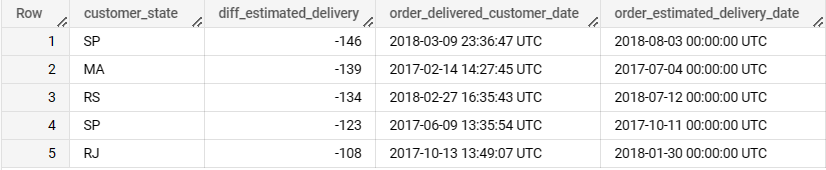 Row customer_state diff_estimated_delivery order_delivered_customer_date order_estimated_delivery_date
1 SP -146 2018-03-09 23:36:47 UTC 2018-08-03 00:00:00 UTC
2 MA -139 2017-02-14 14:27:45 UTC 2017-07-04 00:00:00 UTC
3 RS -134 2018-02-27 16:35:43 UTC 2018-07-12 00:00:00 UTC
4 SP -123 2017-06-09 13:35:54 UTC 2017-10-11 00:00:00 UTC
5 RJ -108 2017-10-13 13:49:07 UTC 2018-01-30 00:00:00 UTC